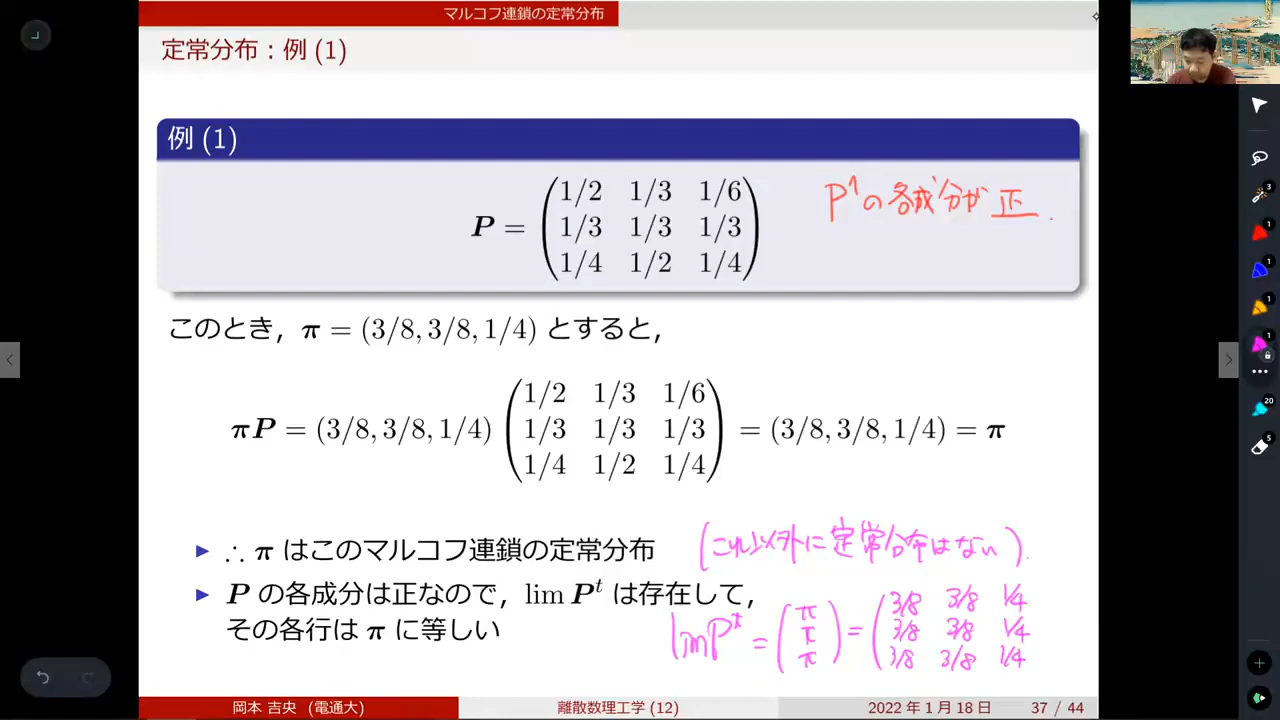 マルコフ連鎖の定常分布
定常分布：例 (1)
例 (1)
P = (1/2 1/3 1/6
1/3 1/3 1/3
1/4 1/2 1/4)
P¹の各成分が正.
このとき，π = (3/8, 3/8, 1/4) とすると，
πP = (3/8, 3/8, 1/4) (1/2 1/3 1/6
1/3 1/3 1/3
1/4 1/2 1/4) = (3/8, 3/8, 1/4) = π
▶ ∴ π はこのマルコフ連鎖の定常分布
(これ以外に定常分布はない).
▶ P の各成分は正なので，lim Pᵗ は存在して，
その各行は π に等しい
lim Pᵗ = (π
π
π) = (3/8 3/8 1/4
3/8 3/8 1/4
3/8 3/8 1/4)
岡本 吉央 (電通大)
離散数理工学 (12)
2022 年 1 月 18 日
37 / 44
3
1
1
1
1
20
5